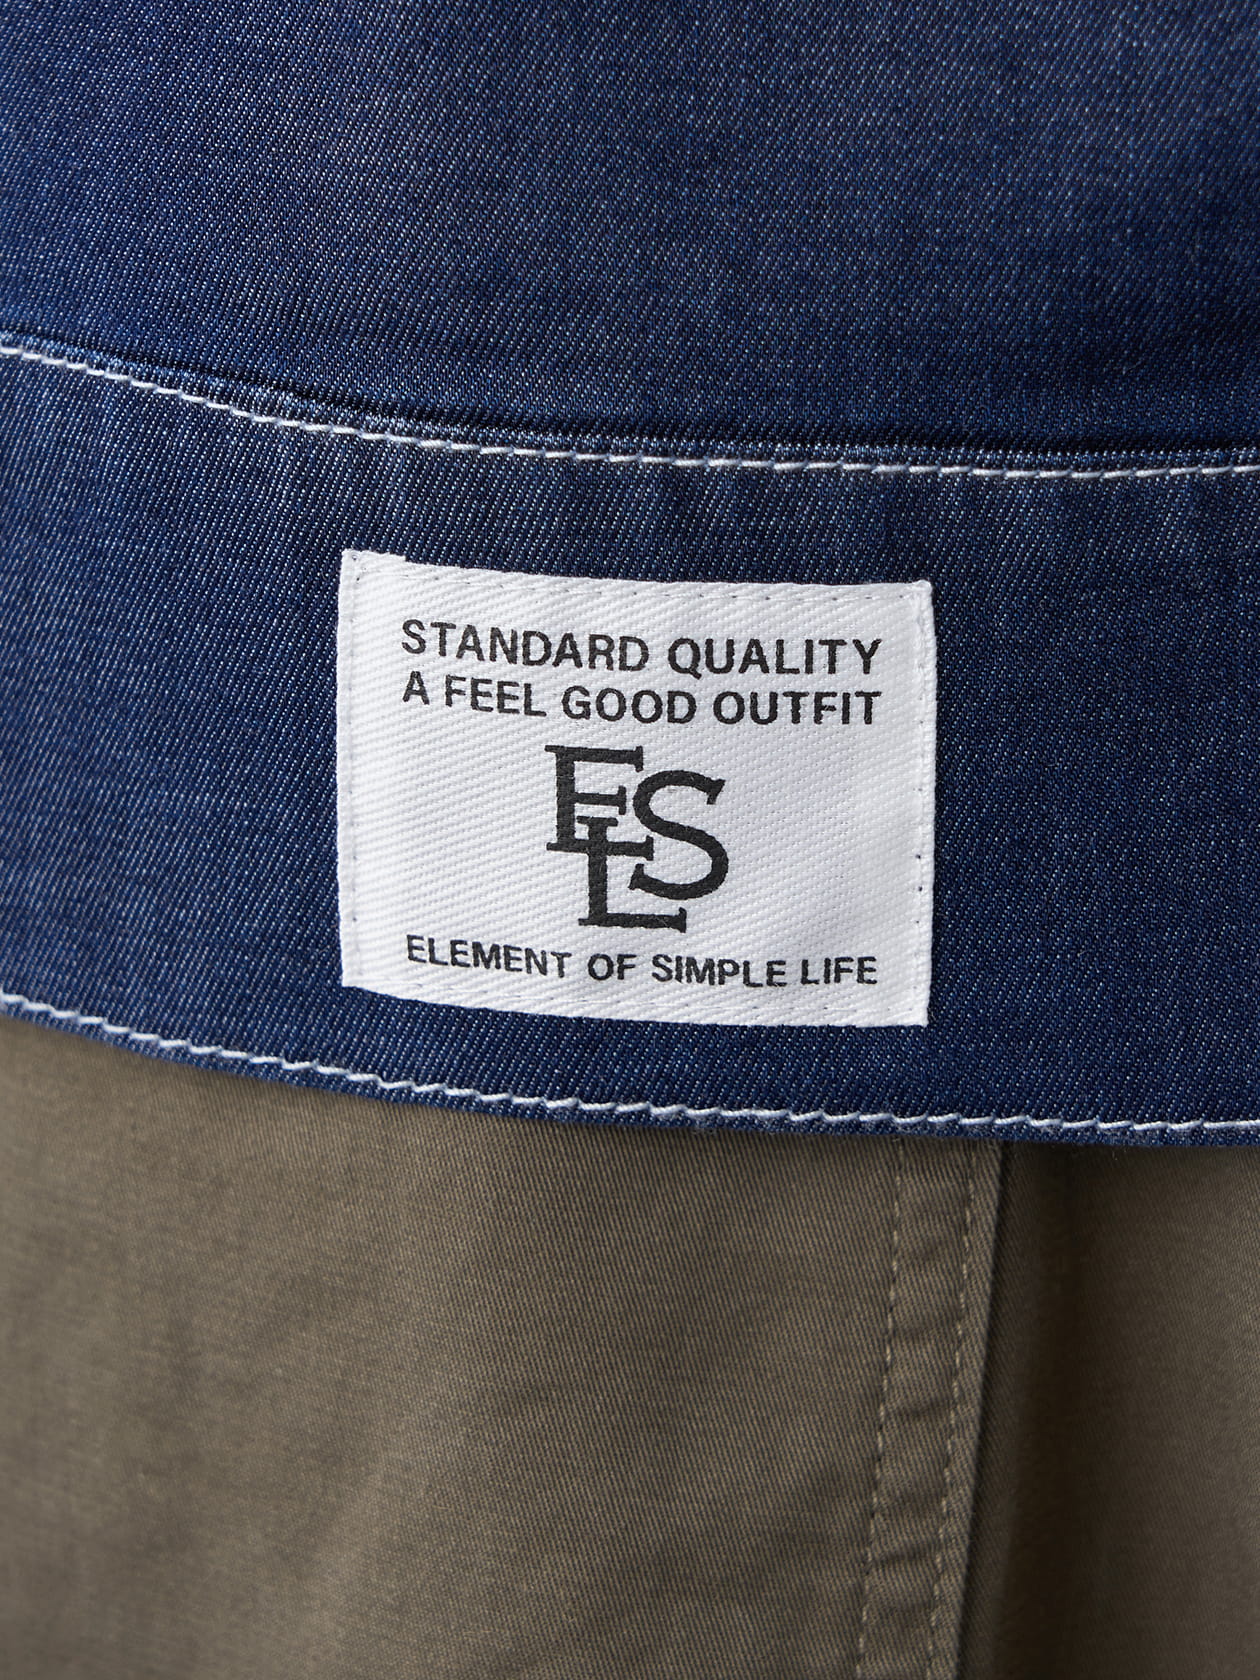 STANDARD QUALITY
A FEEL GOOD OUTFIT
ELS
ELEMENT OF SIMPLE LIFE